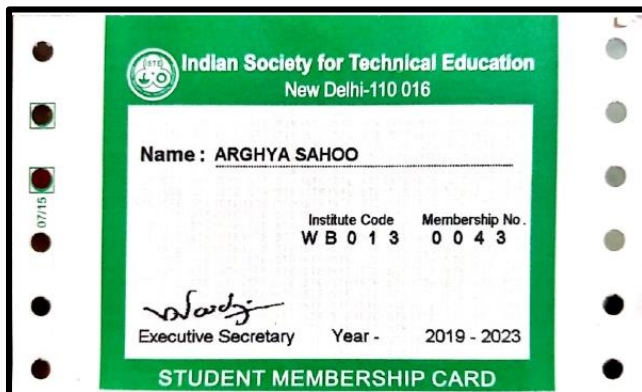 Indian Society for Technical Education
New Delhi-110 016
Name : ARGHYA SAHOO
Institute Code Membership No.
W B 0 1 3 0 0 4 3
07/15
Executive Secretary Year - 2019 - 2023
STUDENT MEMBERSHIP CARD